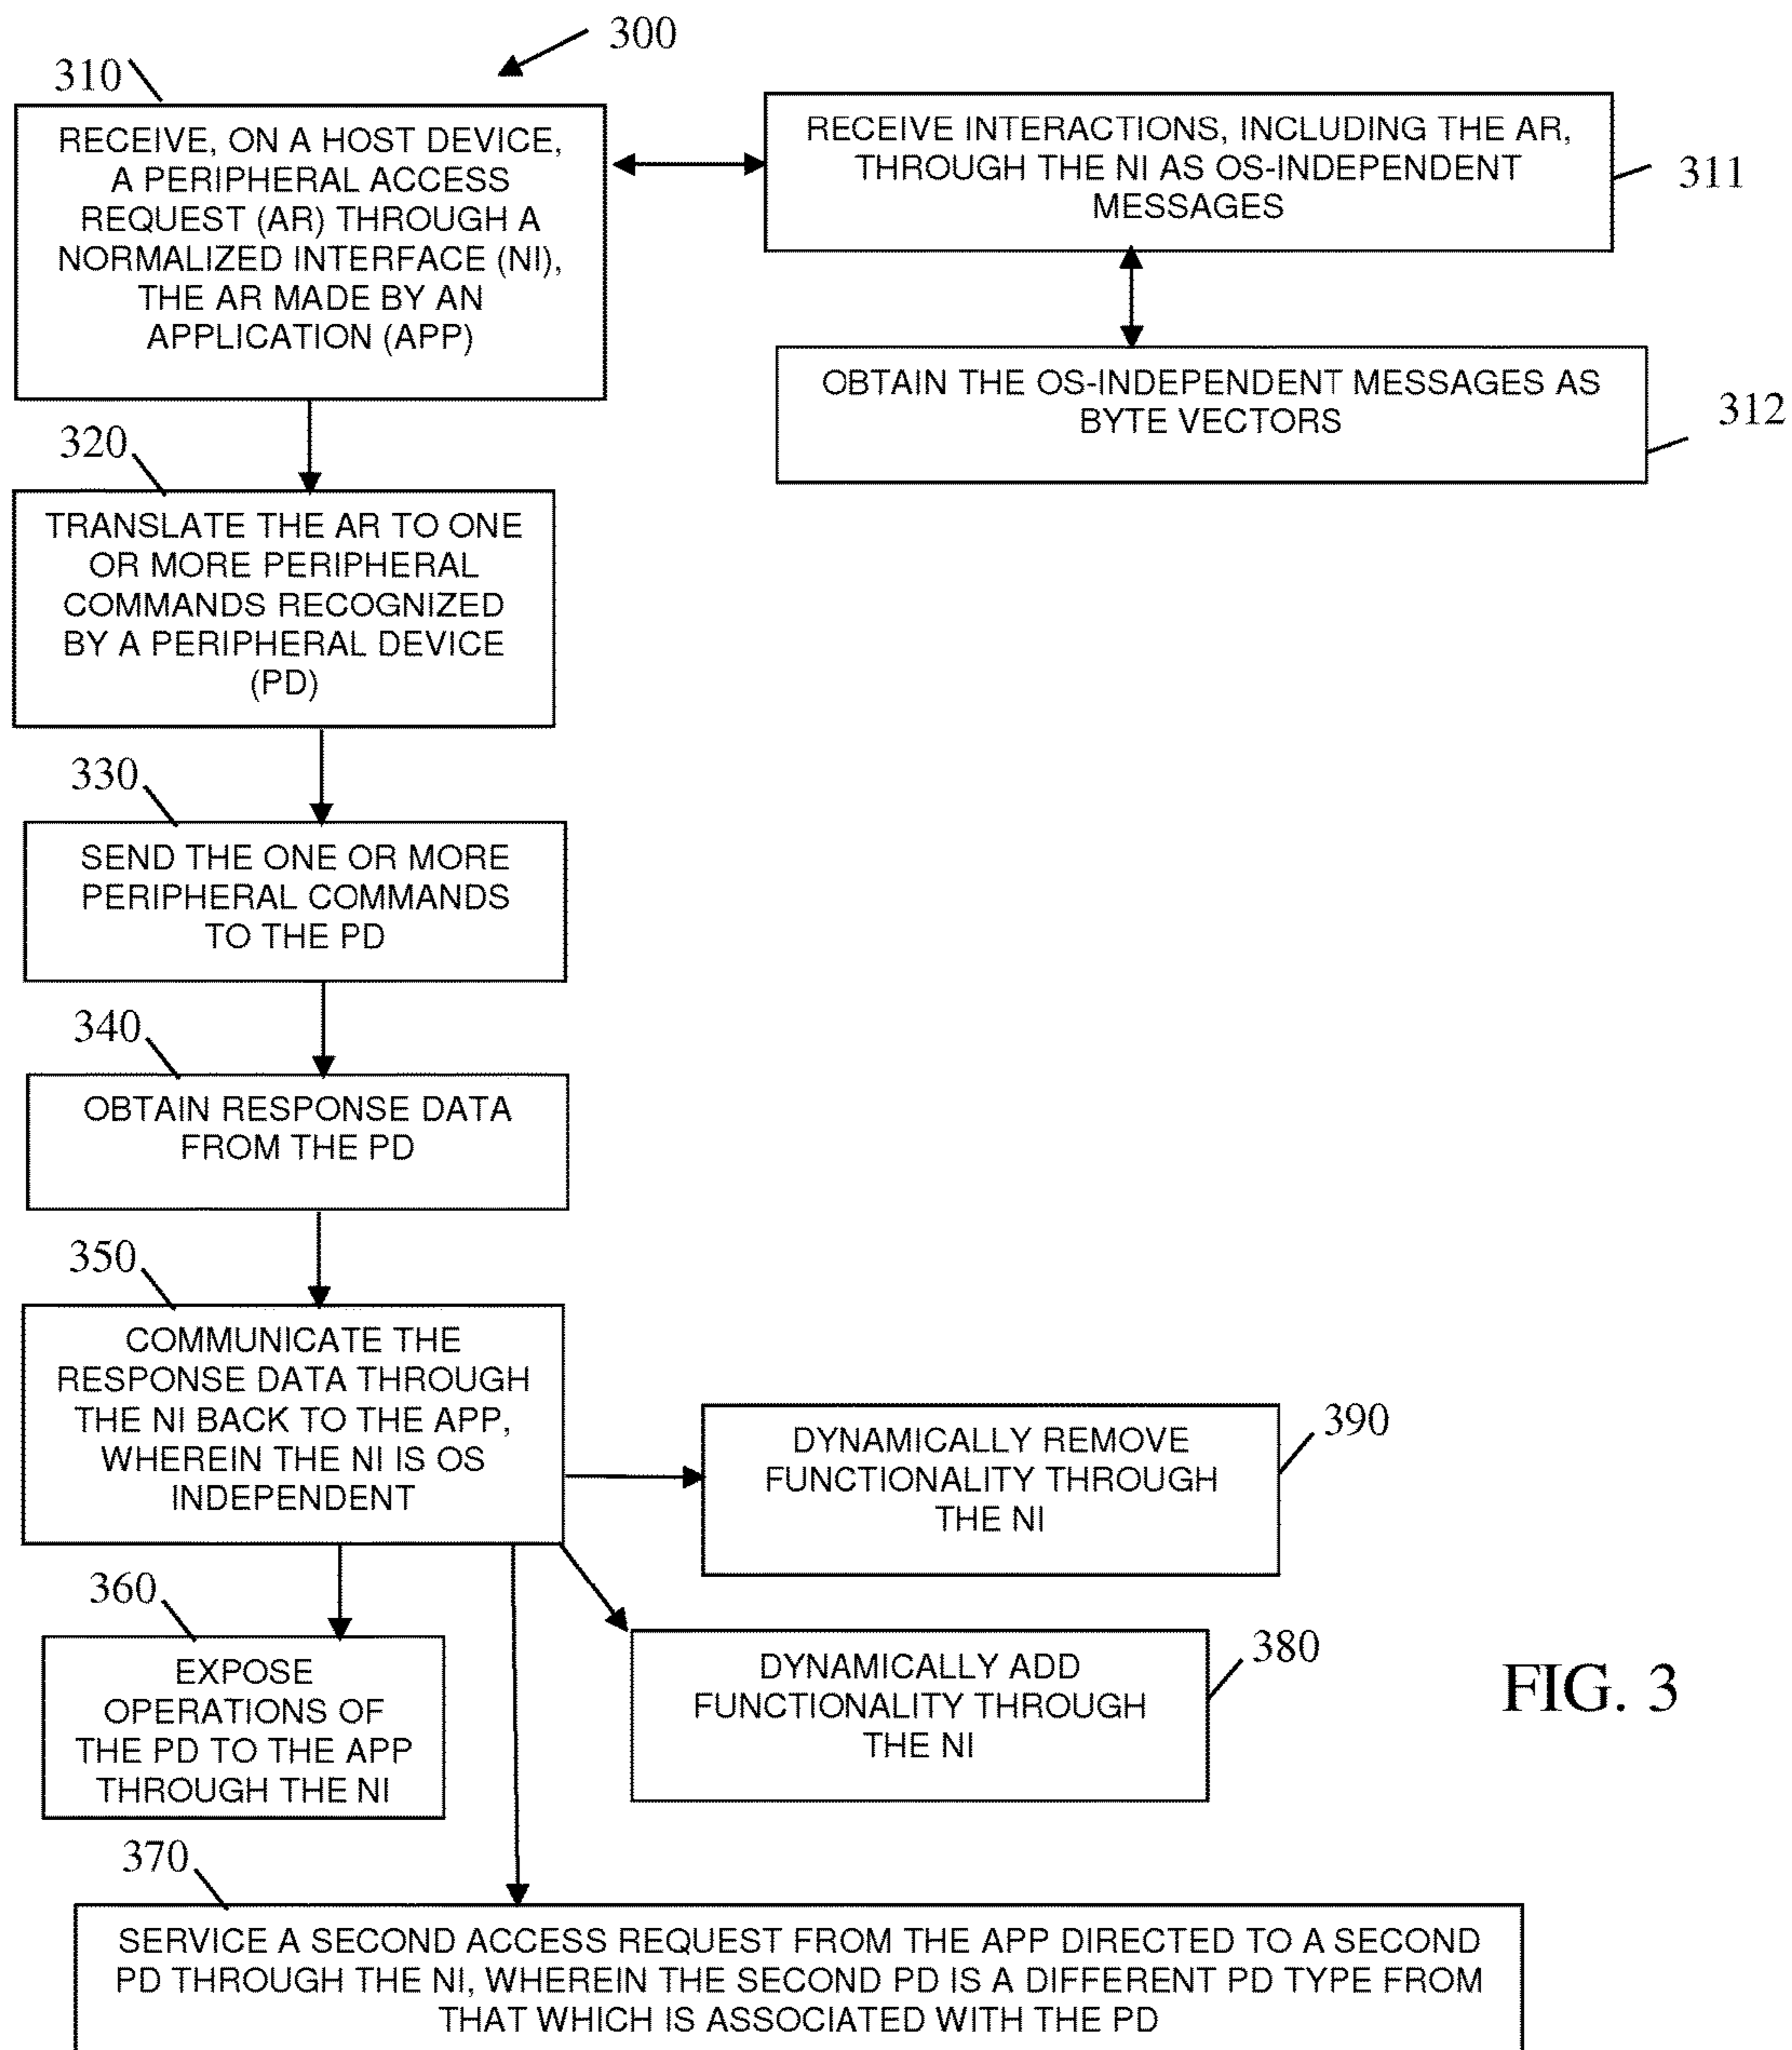 300
310
RECEIVE, ON A HOST DEVICE,
A PERIPHERAL ACCESS
REQUEST (AR) THROUGH A
NORMALIZED INTERFACE (NI),
THE AR MADE BY AN
APPLICATION (APP)
RECEIVE INTERACTIONS, INCLUDING THE AR,
THROUGH THE NI AS OS-INDEPENDENT
MESSAGES
311
OBTAIN THE OS-INDEPENDENT MESSAGES AS
BYTE VECTORS
312
320
TRANSLATE THE AR TO ONE
OR MORE PERIPHERAL
COMMANDS RECOGNIZED
BY A PERIPHERAL DEVICE
(PD)
330
SEND THE ONE OR MORE
PERIPHERAL COMMANDS
TO THE PD
340
OBTAIN RESPONSE DATA
FROM THE PD
350
COMMUNICATE THE
RESPONSE DATA THROUGH
THE NI BACK TO THE APP,
WHEREIN THE NI IS OS
INDEPENDENT
390
DYNAMICALLY REMOVE
FUNCTIONALITY THROUGH
THE NI
360
EXPOSE
OPERATIONS OF
THE PD TO THE APP
THROUGH THE NI
380
DYNAMICALLY ADD
FUNCTIONALITY THROUGH
THE NI
FIG. 3
370
SERVICE A SECOND ACCESS REQUEST FROM THE APP DIRECTED TO A SECOND
PD THROUGH THE NI, WHEREIN THE SECOND PD IS A DIFFERENT PD TYPE FROM
THAT WHICH IS ASSOCIATED WITH THE PD